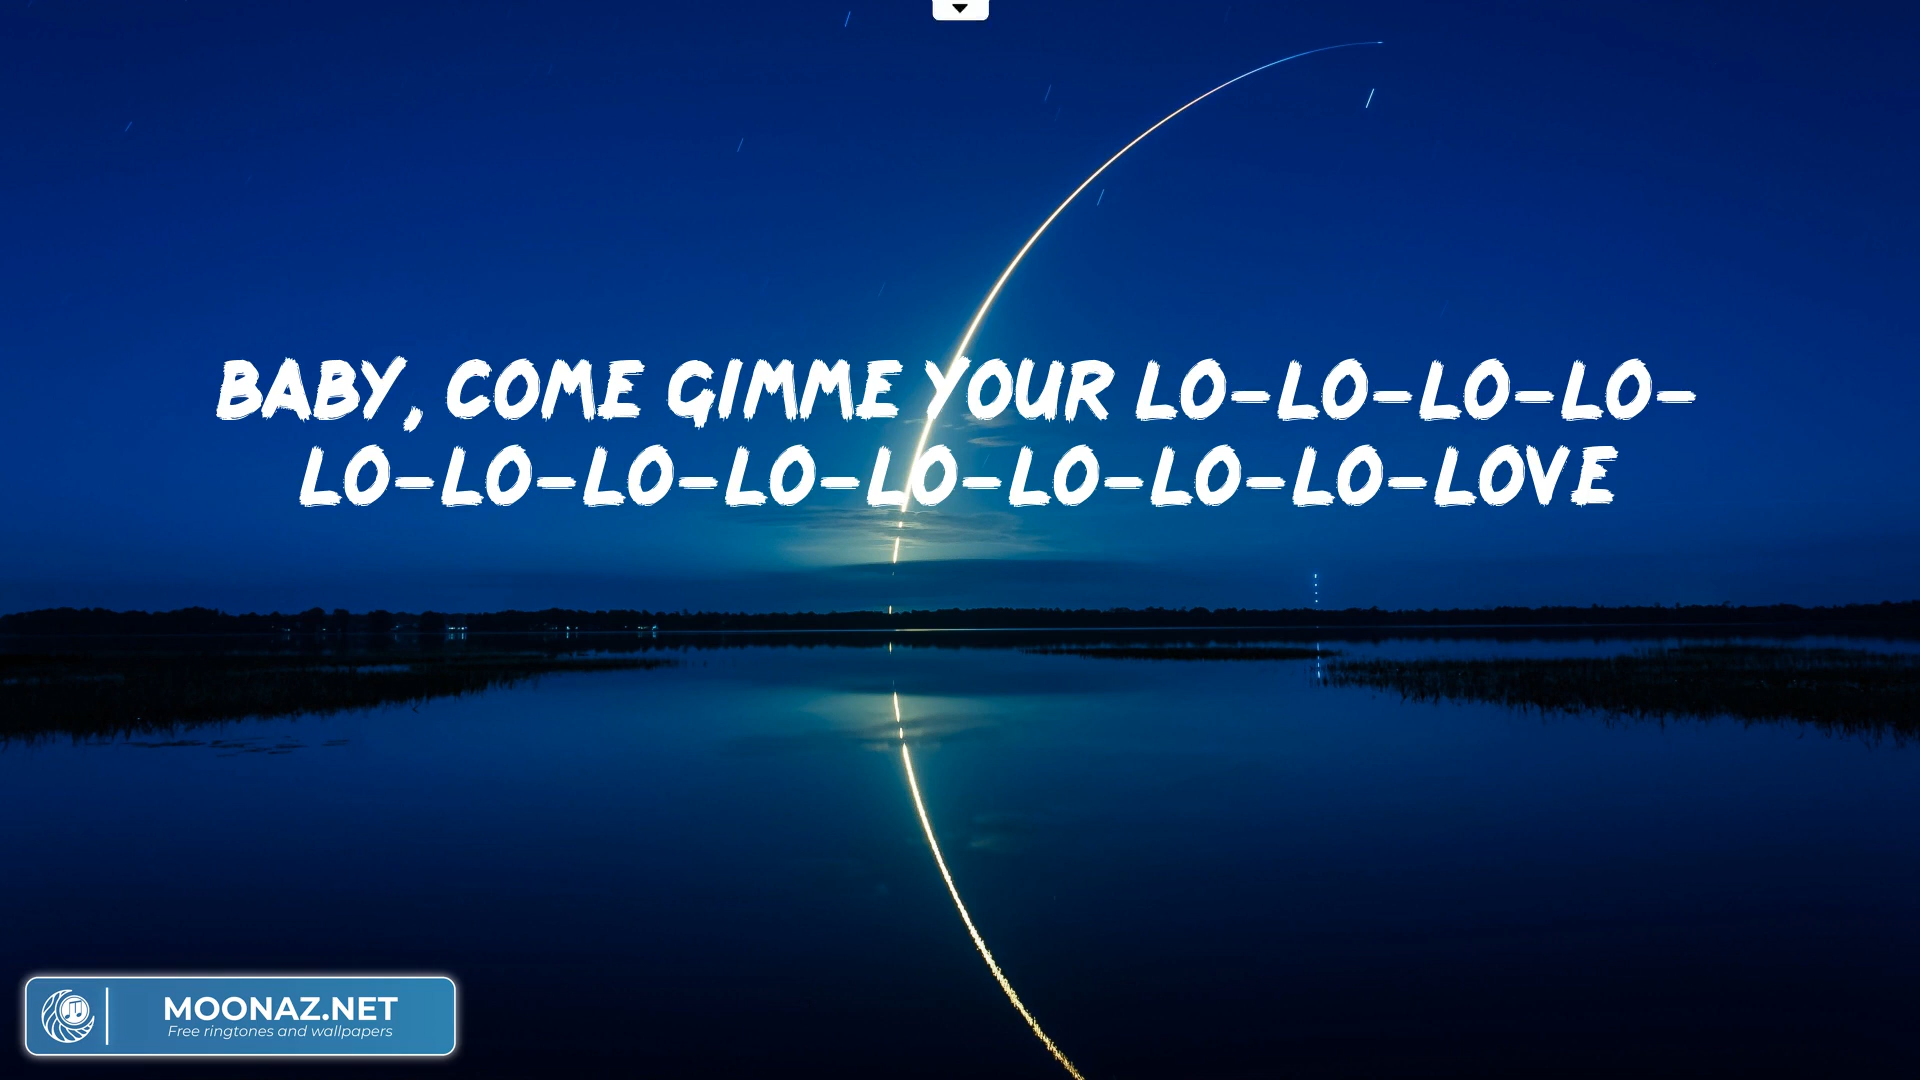 BABY, COME GIMME YOUR LO-LO-LO-LO-
LO-LO-LO-LO-LO-LO-LO-LO-LOVE
MOONAZ.NET
Free ringtones and wallpapers